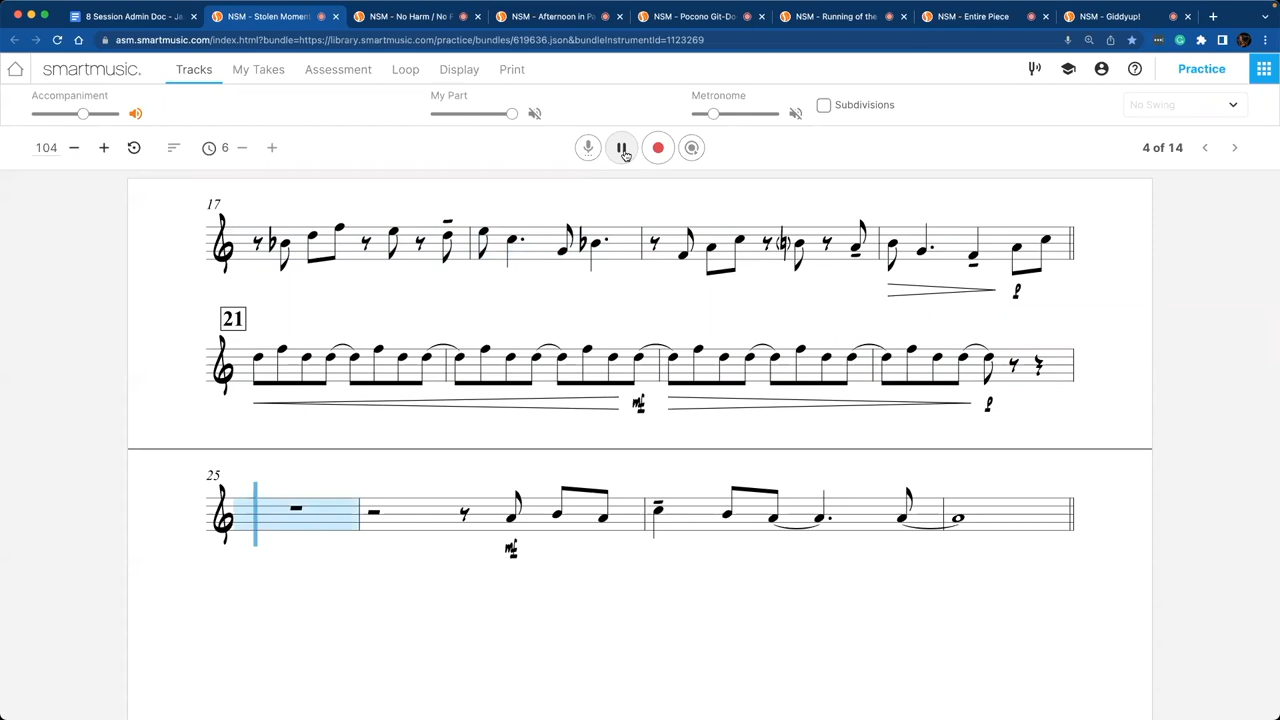 8 Session Admin Doc - Ja
NSM - Stolen Momen
NSM - No Harm / No F
NSM - Afternoon in Pa
NSM - Pocono Git-Do
NSM - Running of the
NSM - Entire Piece
NSM - Giddyup!
asm.smartmusic.com/index.html?bundle=https://library.smartmusic.com/practice/bundles/619636.json&bundleInstrumentId=1123269
smartmusic. Tracks My Takes Assessment Loop Display Print Practice
Accompaniment My Part Metronome Subdivisions No Swing
104 6 4 of 14
17
p
21
mf p
25
mf